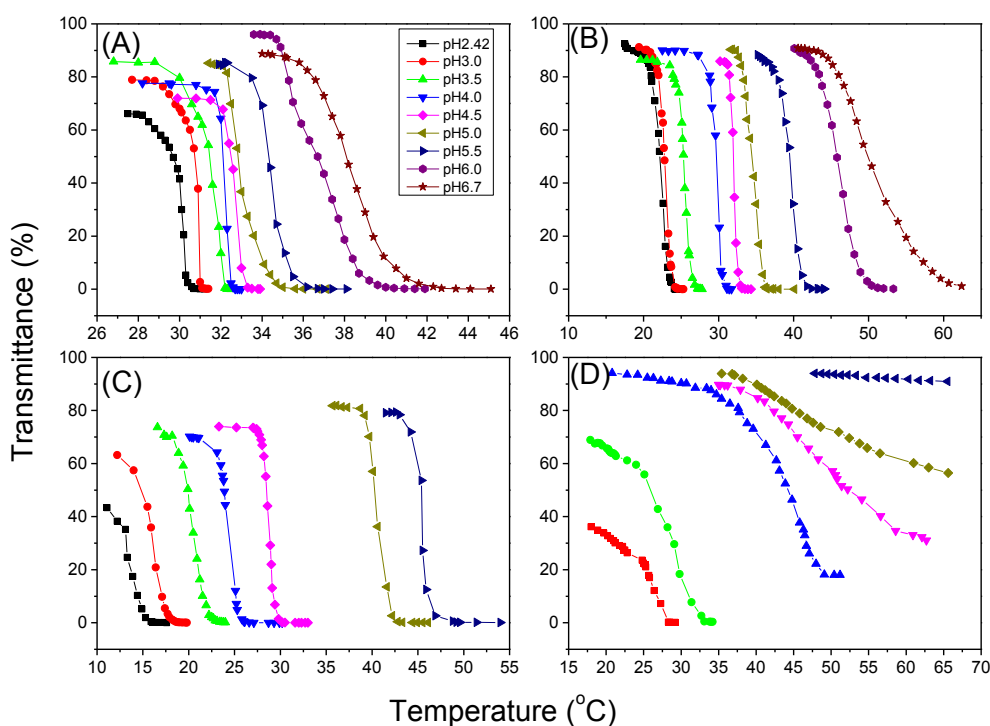 (A)
pH2.42
pH3.0
pH3.5
pH4.0
pH4.5
pH5.0
pH5.5
pH6.0
pH6.7
100
80
60
40
20
0
26 28 30 32 34 36 38 40 42 44 46
(B)
100
80
60
40
20
0
10 20 30 40 50 60
(C)
100
80
60
40
20
0
10 15 20 25 30 35 40 45 50 55
(D)
100
80
60
40
20
0
15 20 25 30 35 40 45 50 55 60 65 70
Transmittance (%)
Temperature (°C)